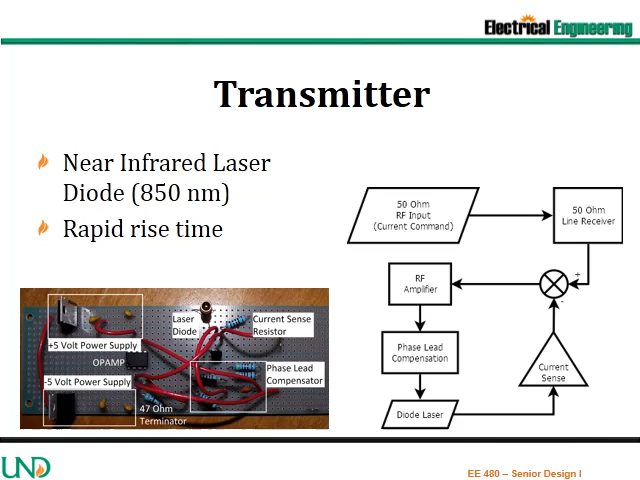 Electrical Engineering
Transmitter
Near Infrared Laser
Diode (850 nm)
Rapid rise time
50 Ohm
RF Input
(Current Command)
50 Ohm
Line Receiver
+
-
RF
Amplifier
Phase Lead
Compensation
Diode Laser
Current
Sense
Laser
Diode
Current Sense
Resistor
+5 Volt Power Supply
OPAMP
-5 Volt Power Supply
Phase Lead
Compensator
47 Ohm
Terminator
UND
EE 480 – Senior Design I